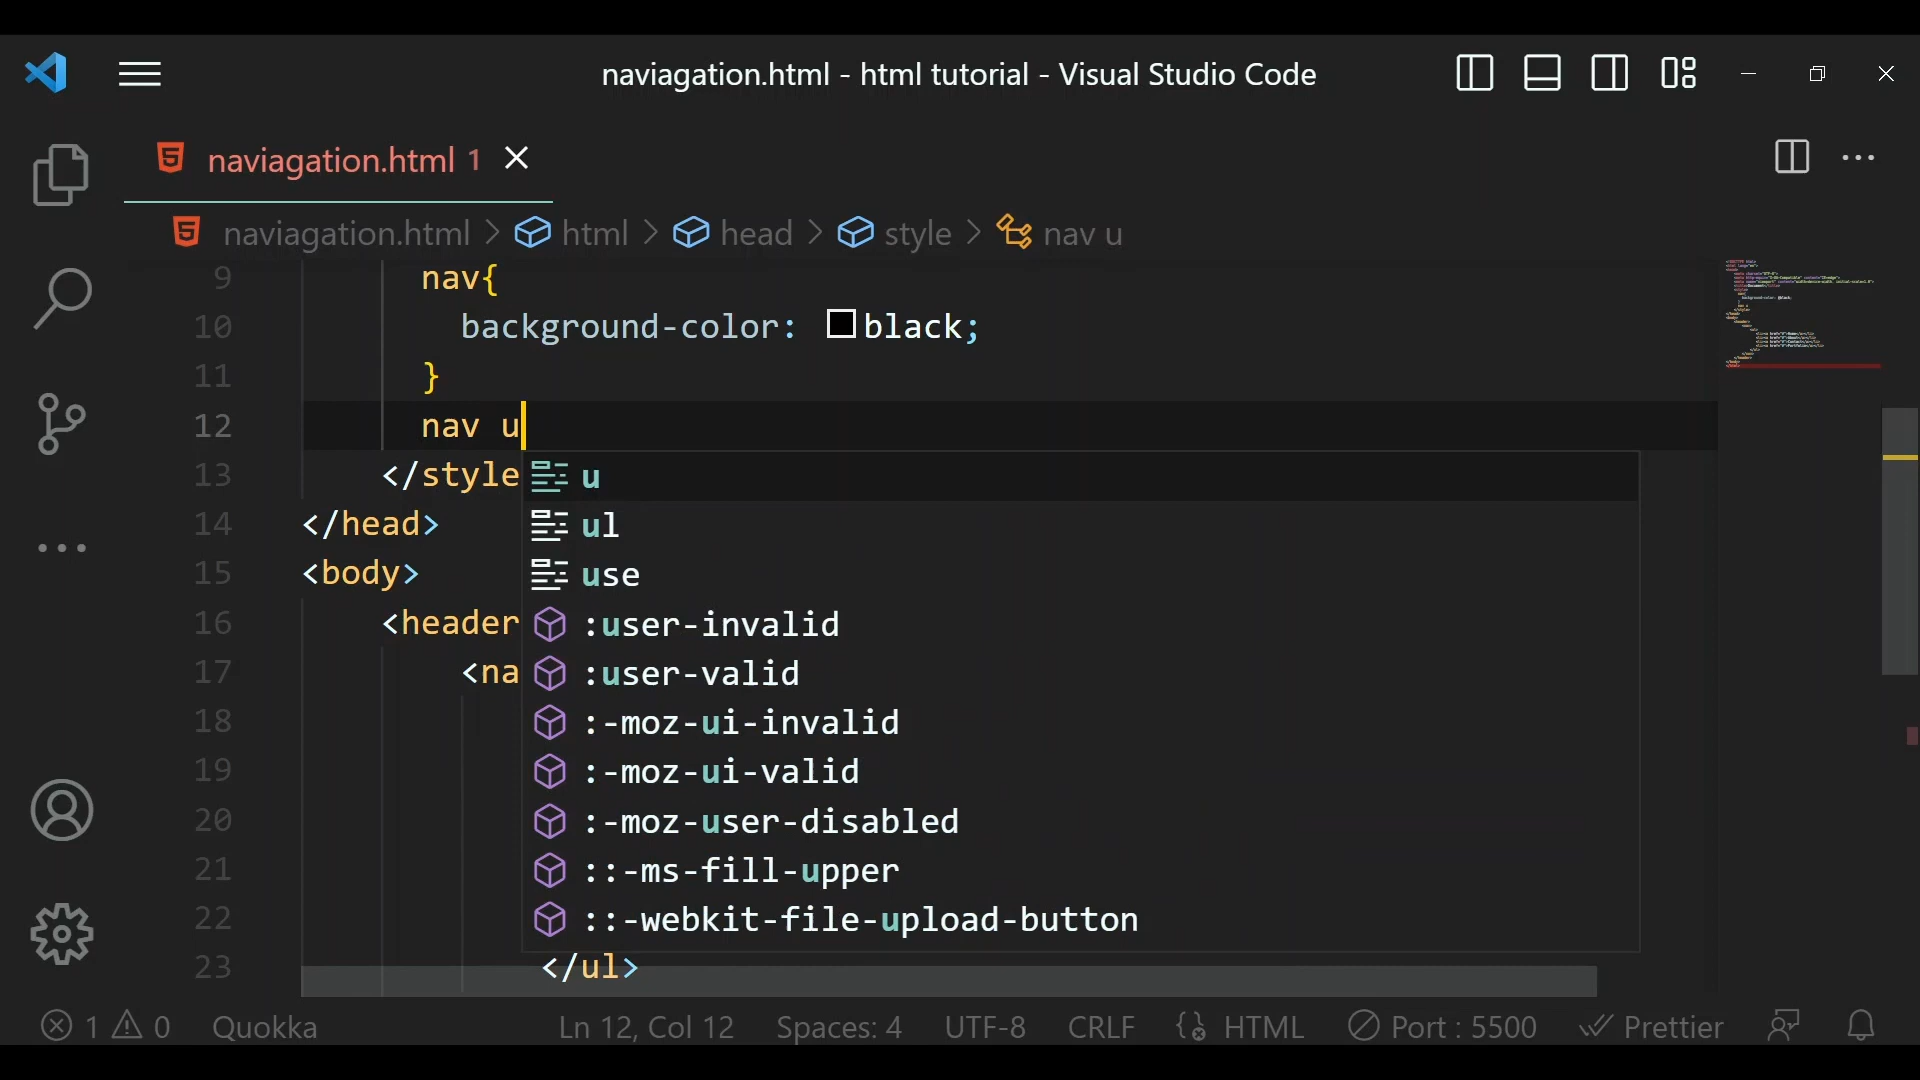 naviagation.html - html tutorial - Visual Studio Code
naviagation.html 1
naviagation.html > html > head > style > nav u
9 nav{
10 background-color: black;
11 }
12 nav u
13 </style
14 </head>
15 <body>
16 <header
17 <na
18
19
20
21
22
23 </ul>
u
ul
use
:user-invalid
:user-valid
:-moz-ui-invalid
:-moz-ui-valid
:-moz-user-disabled
::-ms-fill-upper
::-webkit-file-upload-button
1 0 Quokka Ln 12, Col 12 Spaces: 4 UTF-8 CRLF HTML Port : 5500 Prettier